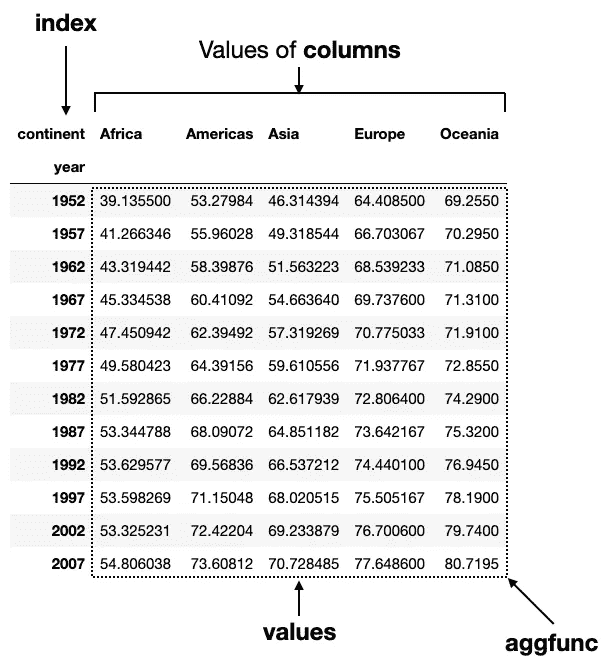 index
Values of columns
continent Africa Americas Asia Europe Oceania
year
1952 39.135500 53.27984 46.314394 64.408500 69.2550
1957 41.266346 55.96028 49.318544 66.703067 70.2950
1962 43.319442 58.39876 51.563223 68.539233 71.0850
1967 45.334538 60.41092 54.663640 69.737600 71.3100
1972 47.450942 62.39492 57.319269 70.775033 71.9100
1977 49.580423 64.39156 59.610556 71.937767 72.8550
1982 51.592865 66.22884 62.617939 72.806400 74.2900
1987 53.344788 68.09072 64.851182 73.642167 75.3200
1992 53.629577 69.56836 66.537212 74.440100 76.9450
1997 53.598269 71.15048 68.020515 75.505167 78.1900
2002 53.325231 72.42204 69.233879 76.700600 79.7400
2007 54.806038 73.60812 70.728485 77.648600 80.7195
values
aggfunc